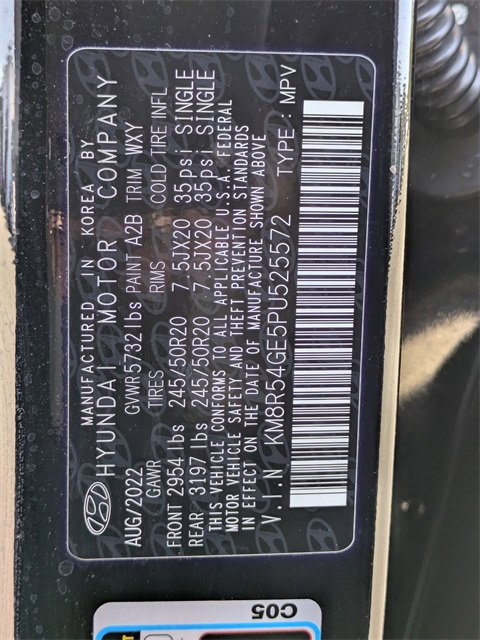 MANUFACTURED IN KOREA BY
HYUNDAI MOTOR COMPANY
AUG/2022 GVWR5732lbs PAINT A2B TRIM WXY
GAWR TIRES RIMS COLD TIRE INFL
FRONT 2954lbs 245/50R20 7.5JX20 35psi SINGLE
REAR 3197lbs 245/50R20 7.5JX20 35psi SINGLE
THIS VEHICLE CONFORMS TO ALL APPLICABLE U.S.A. FEDERAL
MOTOR VEHICLE SAFETY AND THEFT PREVENTION STANDARDS
IN EFFECT ON THE DATE OF MANUFACTURE SHOWN ABOVE
V.I.N : KM8R54GE5PU525572 TYPE : MPV
C05